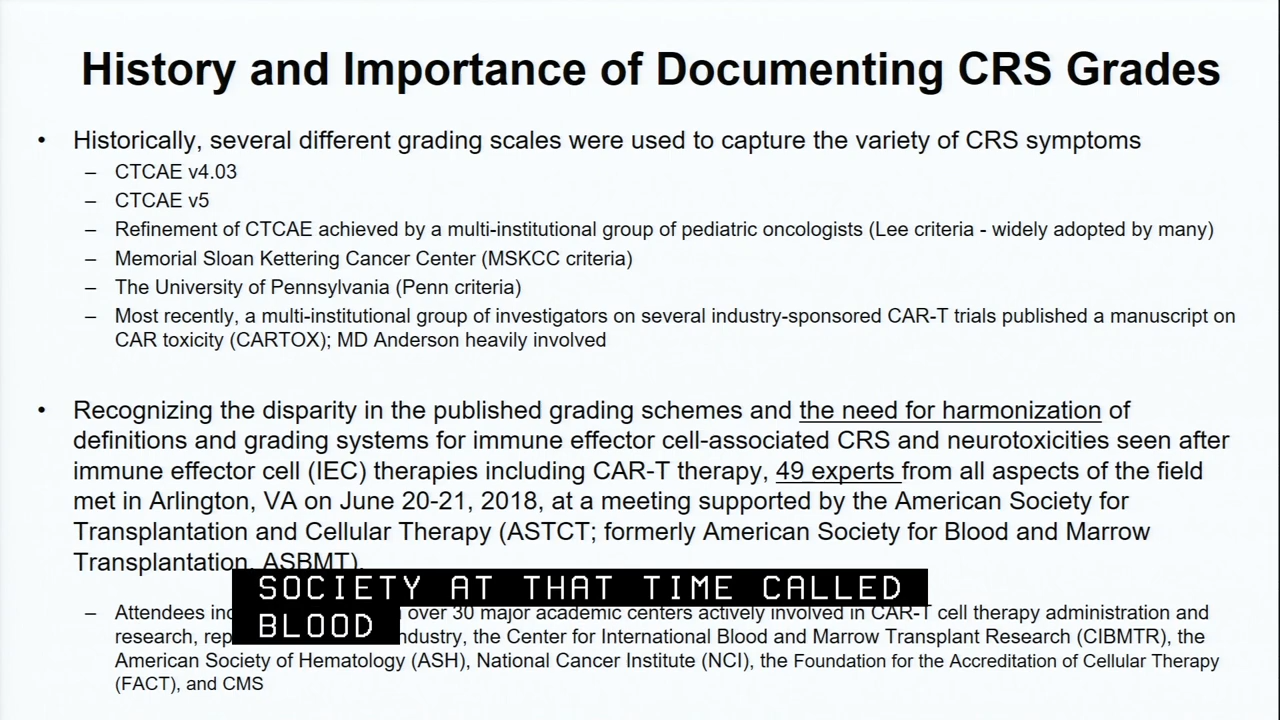 History and Importance of Documenting CRS Grades
• Historically, several different grading scales were used to capture the variety of CRS symptoms
– CTCAE v4.03
– CTCAE v5
– Refinement of CTCAE achieved by a multi-institutional group of pediatric oncologists (Lee criteria - widely adopted by many)
– Memorial Sloan Kettering Cancer Center (MSKCC criteria)
– The University of Pennsylvania (Penn criteria)
– Most recently, a multi-institutional group of investigators on several industry-sponsored CAR-T trials published a manuscript on
CAR toxicity (CARTOX); MD Anderson heavily involved
• Recognizing the disparity in the published grading schemes and the need for harmonization of
definitions and grading systems for immune effector cell-associated CRS and neurotoxicities seen after
immune effector cell (IEC) therapies including CAR-T therapy, 49 experts from all aspects of the field
met in Arlington, VA on June 20-21, 2018, at a meeting supported by the American Society for
Transplantation and Cellular Therapy (ASTCT; formerly American Society for Blood and Marrow
Transplantation, ASBMT).
SOCIETY AT THAT TIME CALLED
BLOOD
– Attendees over 30 major academic centers actively involved in CAR-T cell therapy administration and
research, the Center for International Blood and Marrow Transplant Research (CIBMTR), the
American Society of Hematology (ASH), National Cancer Institute (NCI), the Foundation for the Accreditation of Cellular Therapy
(FACT), and CMS